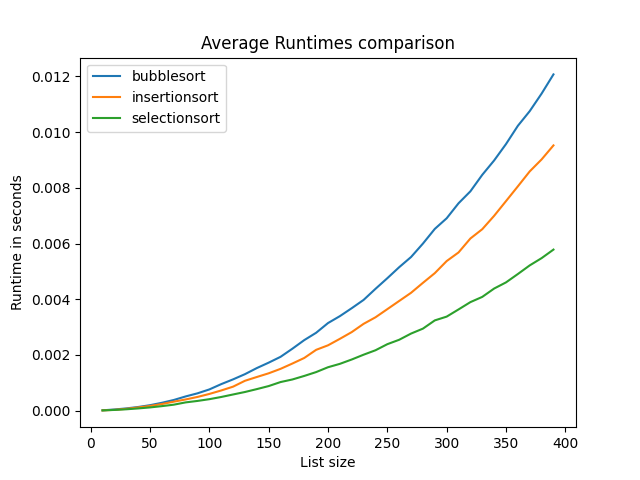 Average Runtimes comparison
bubblesort
insertionsort
selectionsort
Runtime in seconds
0.012
0.010
0.008
0.006
0.004
0.002
0.000
0 50 100 150 200 250 300 350 400
List size